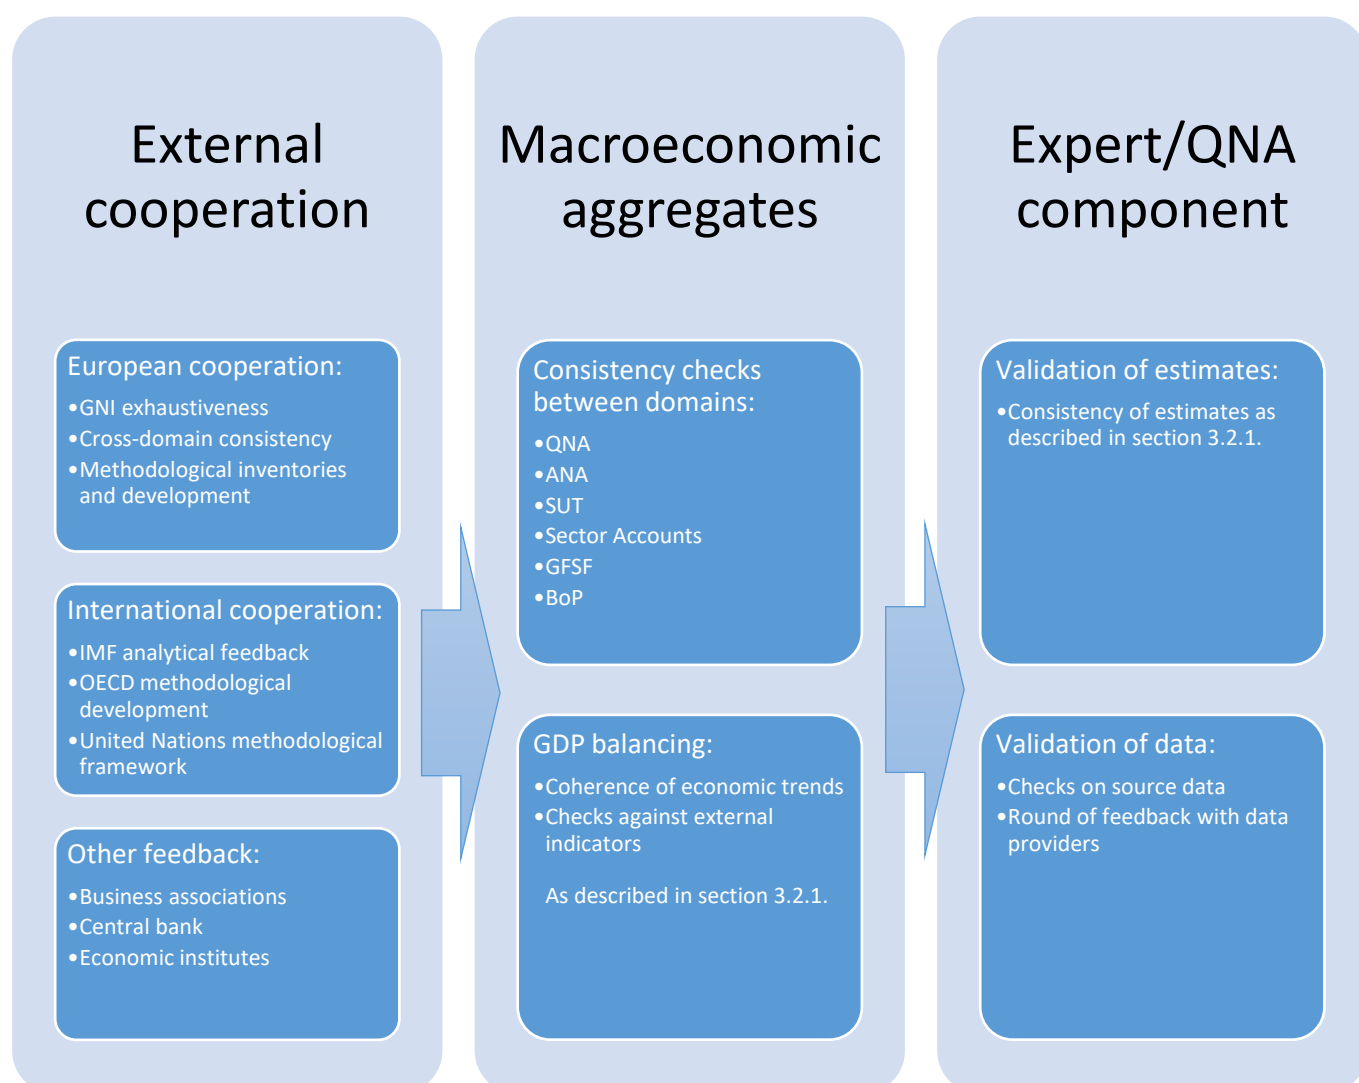 External
cooperation
European cooperation:
•GNI exhaustiveness
•Cross-domain consistency
•Methodological inventories
and development
International cooperation:
•IMF analytical feedback
•OECD methodological
development
•United Nations methodological
framework
Other feedback:
•Business associations
•Central bank
•Economic institutes
Macroeconomic
aggregates
Consistency checks
between domains:
•QNA
•ANA
•SUT
•Sector Accounts
•GFSF
•BoP
GDP balancing:
•Coherence of economic trends
•Checks against external
indicators
As described in section 3.2.1.
Expert/QNA
component
Validation of estimates:
•Consistency of estimates as
described in section 3.2.1.
Validation of data:
•Checks on source data
•Round of feedback with data
providers